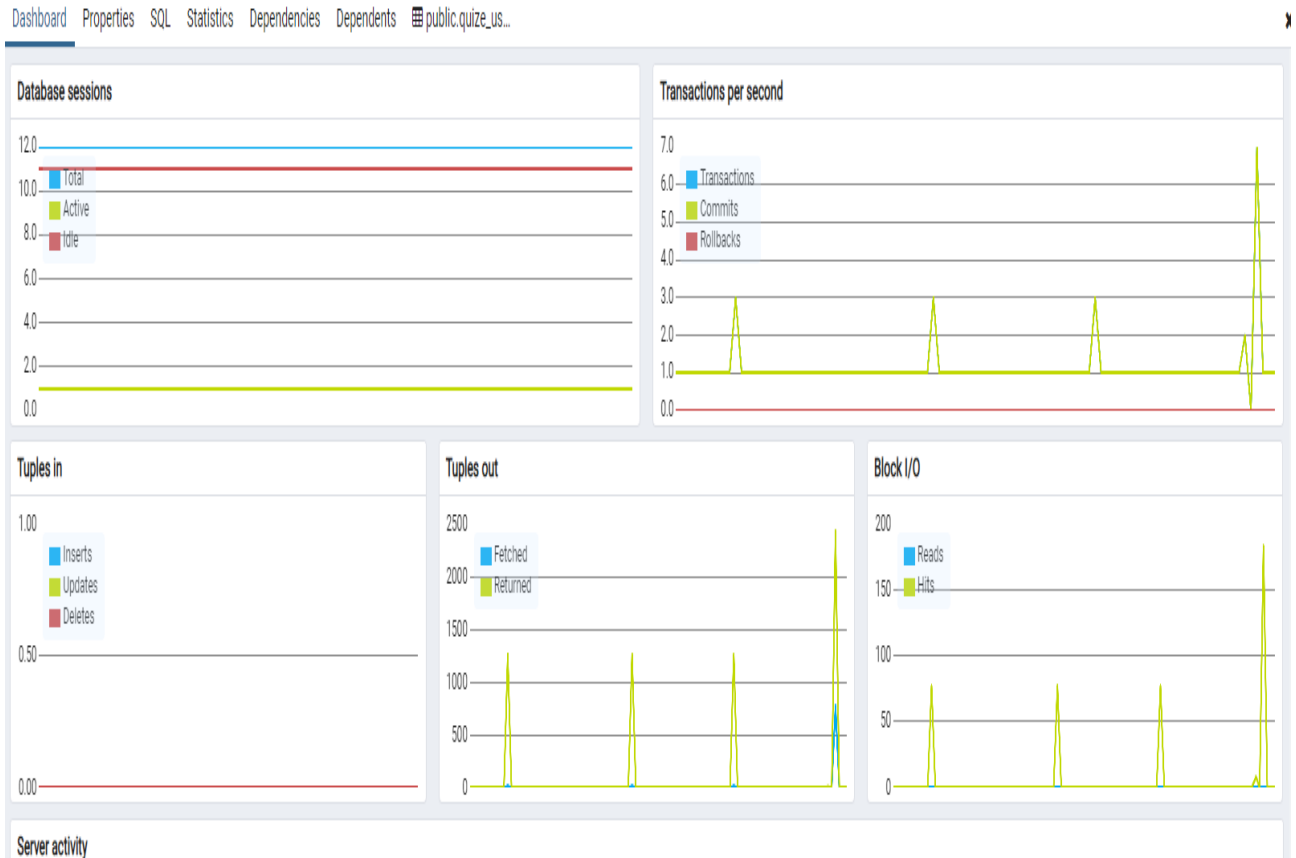 Dashboard Properties SQL Statistics Dependencies Dependents public.quize_us...
Database sessions
12.0
10.0
8.0
6.0
4.0
2.0
0.0
Total
Active
Idle
Transactions per second
7.0
6.0
5.0
4.0
3.0
2.0
1.0
0.0
Transactions
Commits
Rollbacks
Tuples in
1.00
0.50
0.00
Inserts
Updates
Deletes
Tuples out
2500
2000
1500
1000
500
0
Fetched
Returned
Block I/O
200
150
100
50
0
Reads
Hits
Server activity